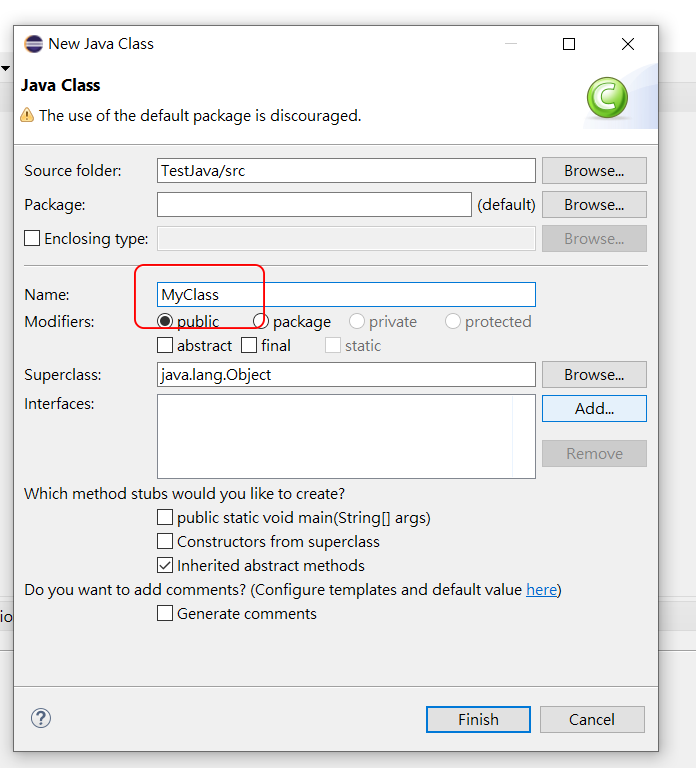 New Java Class
Java Class
The use of the default package is discouraged.
Source folder: TestJava/src Browse...
Package: (default) Browse...
Enclosing type: Browse...
Name: MyClass
Modifiers: public package private protected
abstract final static
Superclass: java.lang.Object Browse...
Interfaces: Add...
Remove
Which method stubs would you like to create?
public static void main(String[] args)
Constructors from superclass
Inherited abstract methods
Do you want to add comments? (Configure templates and default value here)
io
Generate comments
Finish Cancel